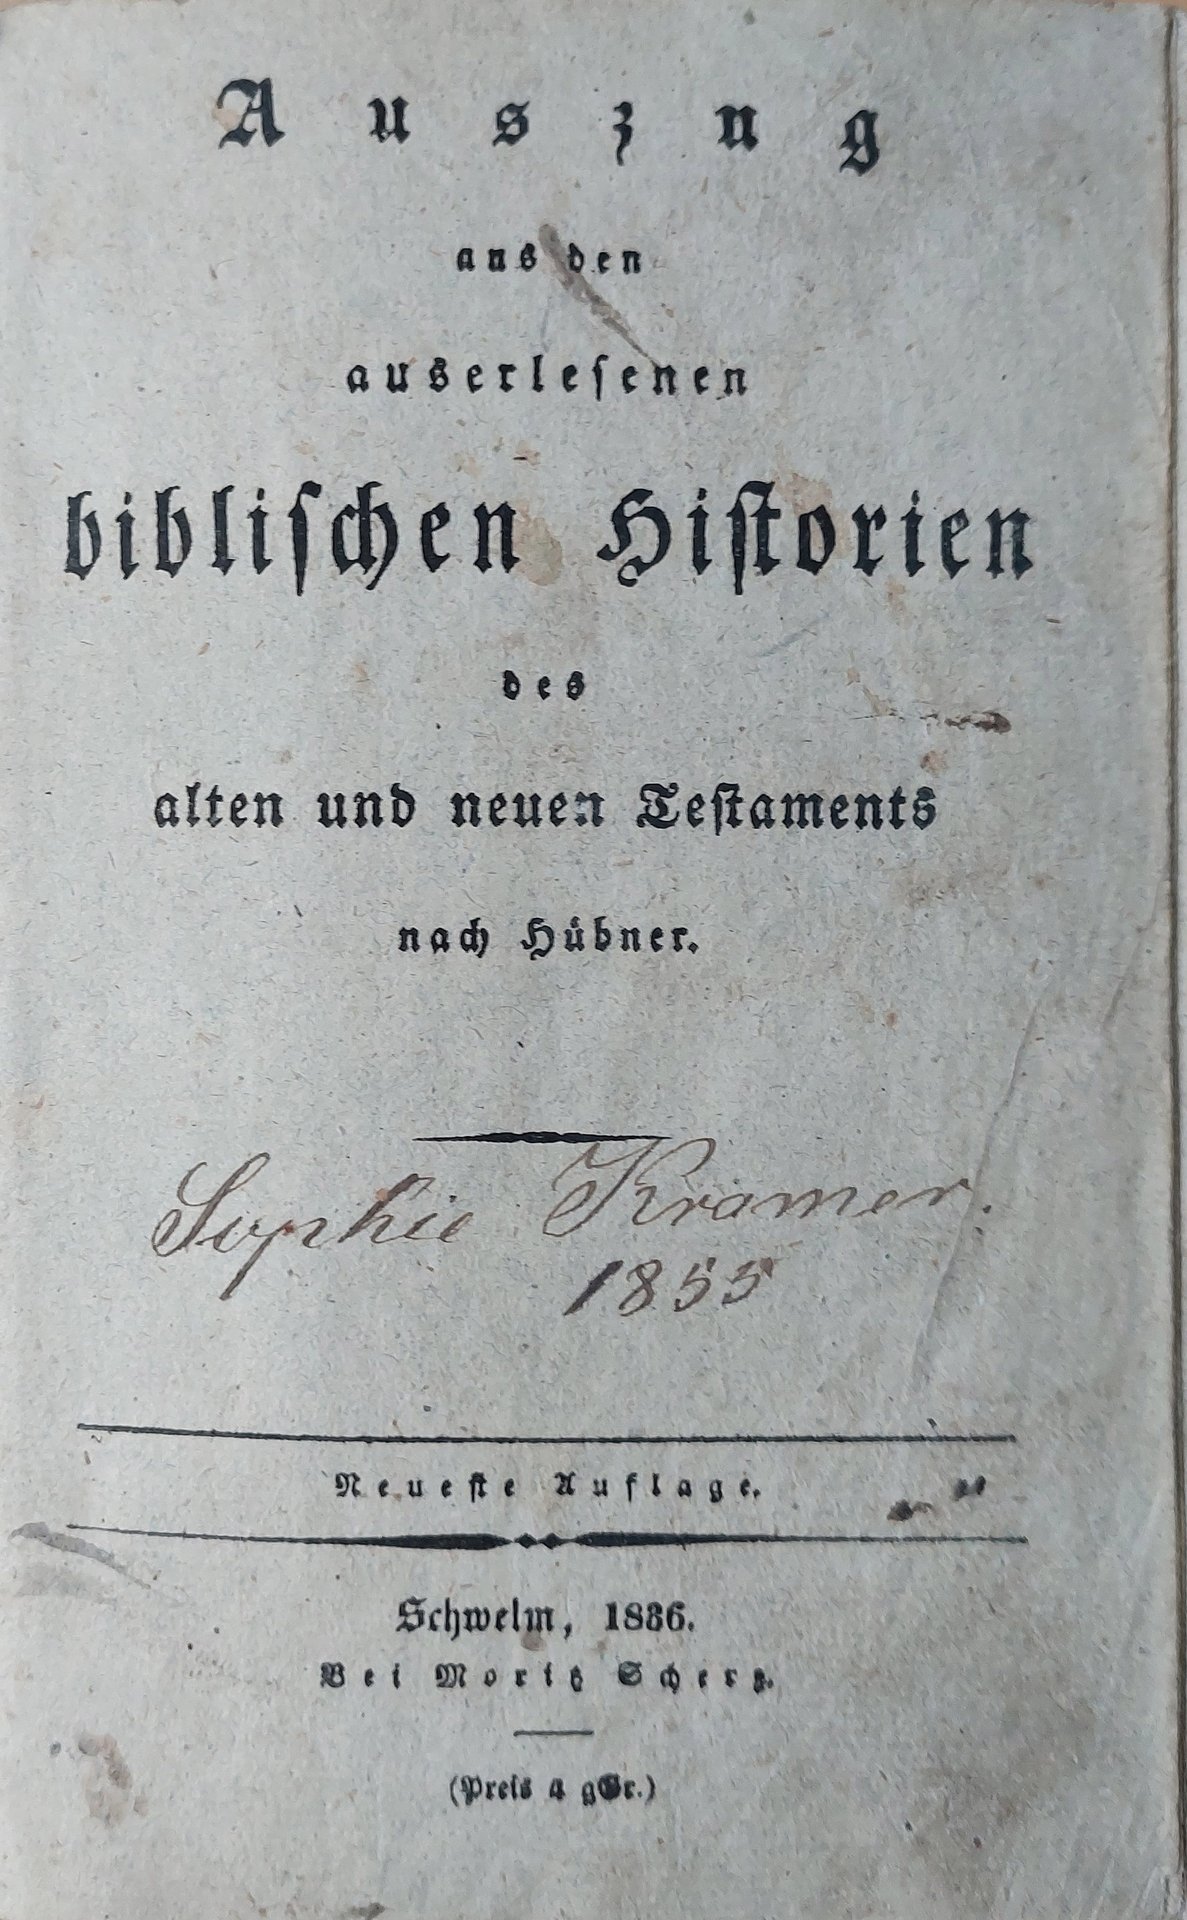 Auszug
aus den
auserleſenen
bibliſchen Hiſtorien
des
alten und neuen Teſtaments
nach Hübner.
Sophie Kramer.
1855
Neueſte Auflage.
Schwelm, 1836.
Bei Moritz Scherz.
(Preis 4 gGr.)